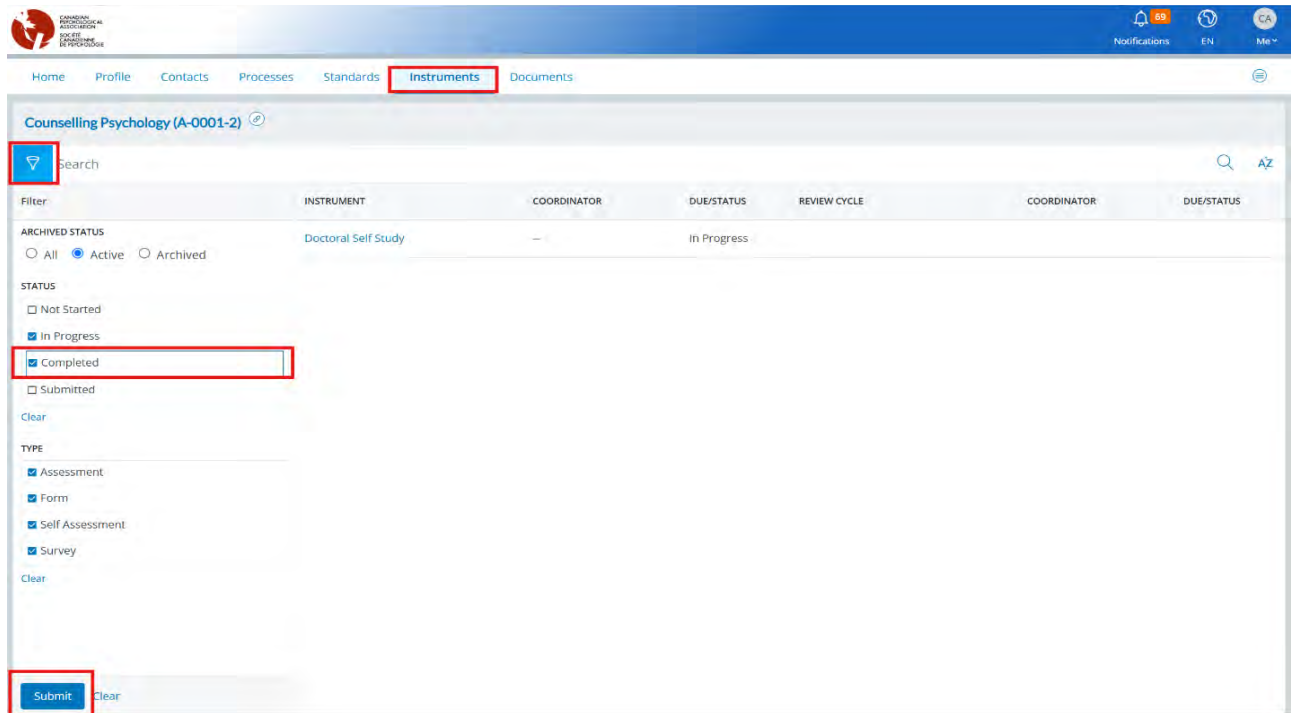 CANADIAN
PSYCHOLOGICAL
ASSOCIATION
SOCIÉTÉ
CANADIENNE
DE PSYCHOLOGIE
69
CA
Notifications EN Me
Home Profile Contacts Processes Standards Instruments Documents
Counselling Psychology (A-0001-2)
Search
AZ
Filter INSTRUMENT COORDINATOR DUE/STATUS REVIEW CYCLE COORDINATOR DUE/STATUS
ARCHIVED STATUS
Doctoral Self Study -- In Progress
All Active Archived
STATUS
Not Started
In Progress
Completed
Submitted
Clear
TYPE
Assessment
Form
Self Assessment
Survey
Clear
Submit Clear